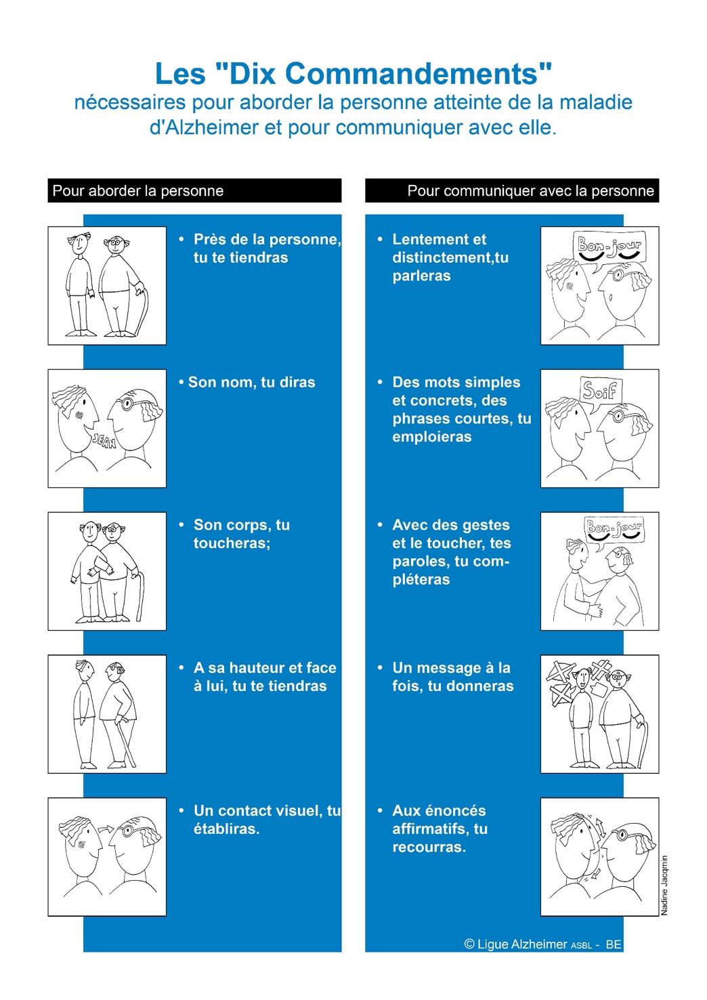 Les "Dix Commandements"
nécessaires pour aborder la personne atteinte de la maladie
d'Alzheimer et pour communiquer avec elle.
Pour aborder la personne
• Près de la personne,
tu te tiendras
• Son nom, tu diras
JEAN
• Son corps, tu
toucheras;
• A sa hauteur et face
à lui, tu te tiendras
• Un contact visuel, tu
établiras.
Pour communiquer avec la personne
• Lentement et
distinctement,tu
parleras
Bon-jour
• Des mots simples
et concrets, des
phrases courtes, tu
emploieras
Soif
• Avec des gestes
et le toucher, tes
paroles, tu com-
pléteras
Bon-jour
• Un message à la
fois, tu donneras
• Aux énoncés
affirmatifs, tu
recourras.
Nadine Jacqmin
© Ligue Alzheimer ASBL - BE